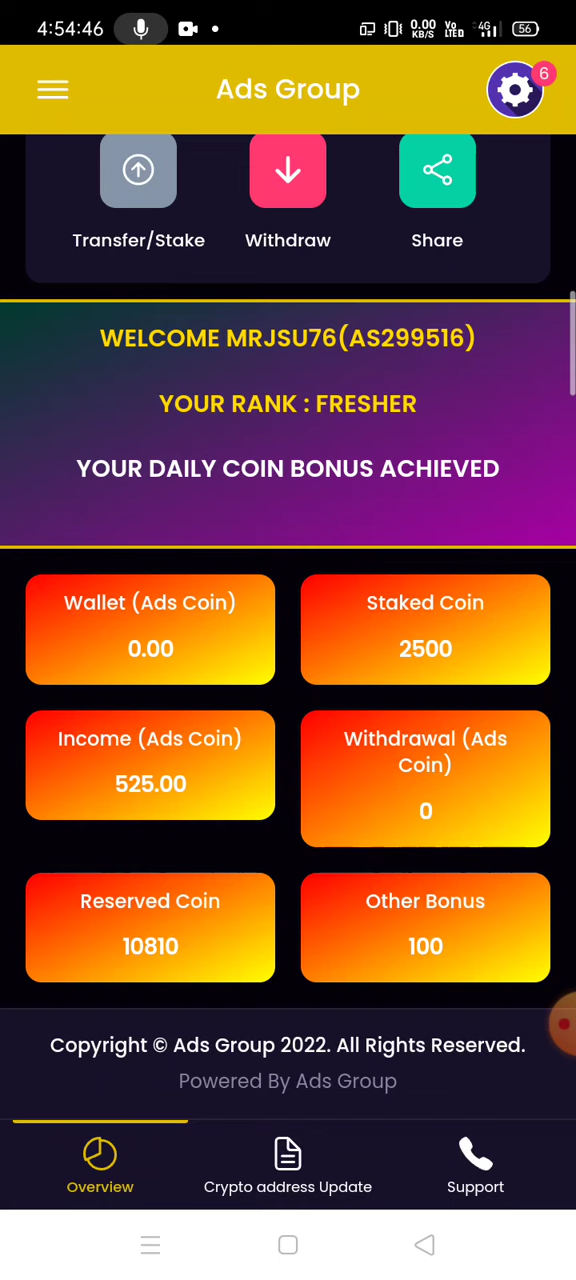 4:54:46
0.00
KB/S
Vo
LTED
4G
56
Ads Group
6
Transfer/Stake
Withdraw
Share
WELCOME MRJSU76(AS299516)
YOUR RANK : FRESHER
YOUR DAILY COIN BONUS ACHIEVED
Wallet (Ads Coin)
0.00
Staked Coin
2500
Income (Ads Coin)
525.00
Withdrawal (Ads
Coin)
0
Reserved Coin
10810
Other Bonus
100
Copyright © Ads Group 2022. All Rights Reserved.
Powered By Ads Group
Overview
Crypto address Update
Support